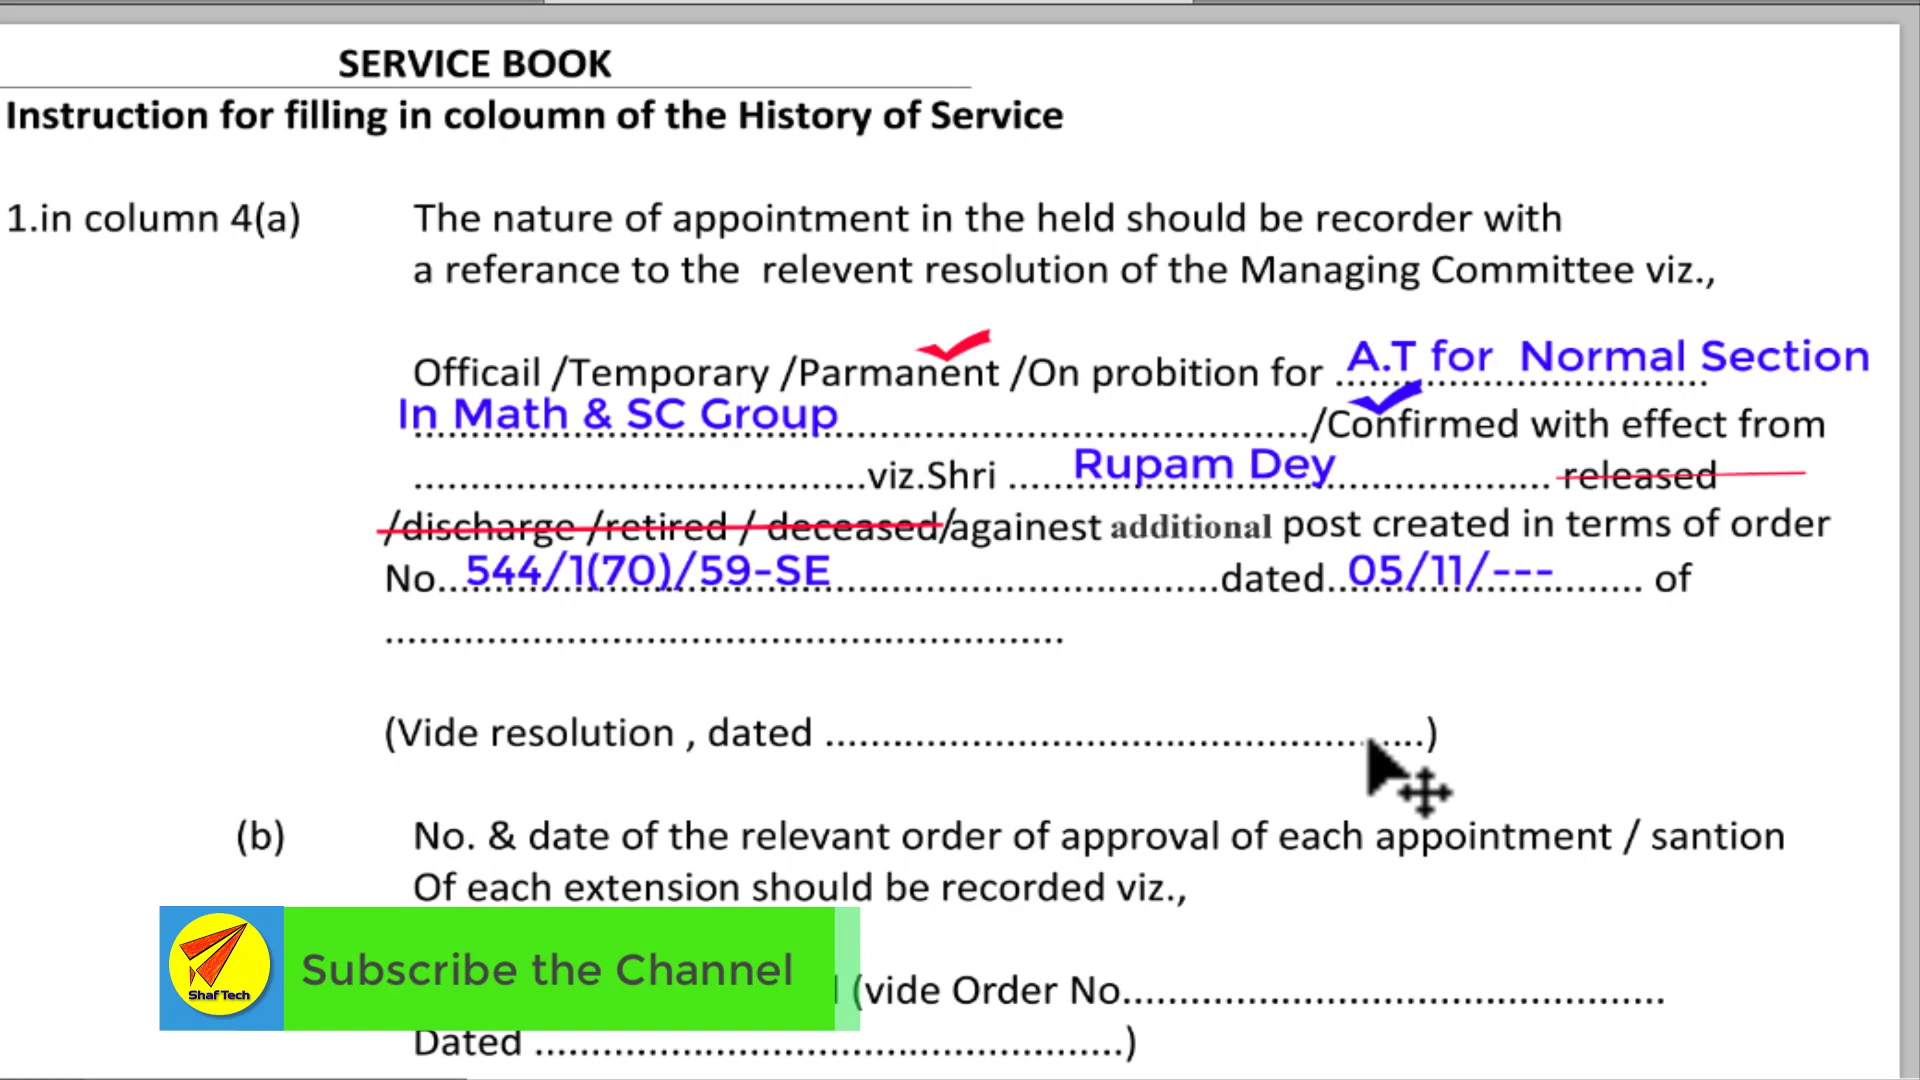 SERVICE BOOK
Instruction for filling in coloumn of the History of Service
1.in column 4(a) The nature of appointment in the held should be recorder with
a referance to the relevent resolution of the Managing Committee viz.,
Officail /Temporary /Parmanent /On probition for ....A.T for Normal Section
In Math & SC Group ............................../Confirmed with effect from
........................................viz.Shri ......Rupam Dey.................... released
/discharge /retired / deceased/againest additional post created in terms of order
No...544/1(70)/59-SE........................................dated..05/11/---.......... of
.............................................................
(Vide resolution , dated ......................................................)
(b) No. & date of the relevant order of approval of each appointment / santion
Of each extension should be recorded viz.,
(vide Order No.................................................
Dated .....................................................)
Shaf Tech
Subscribe the Channel